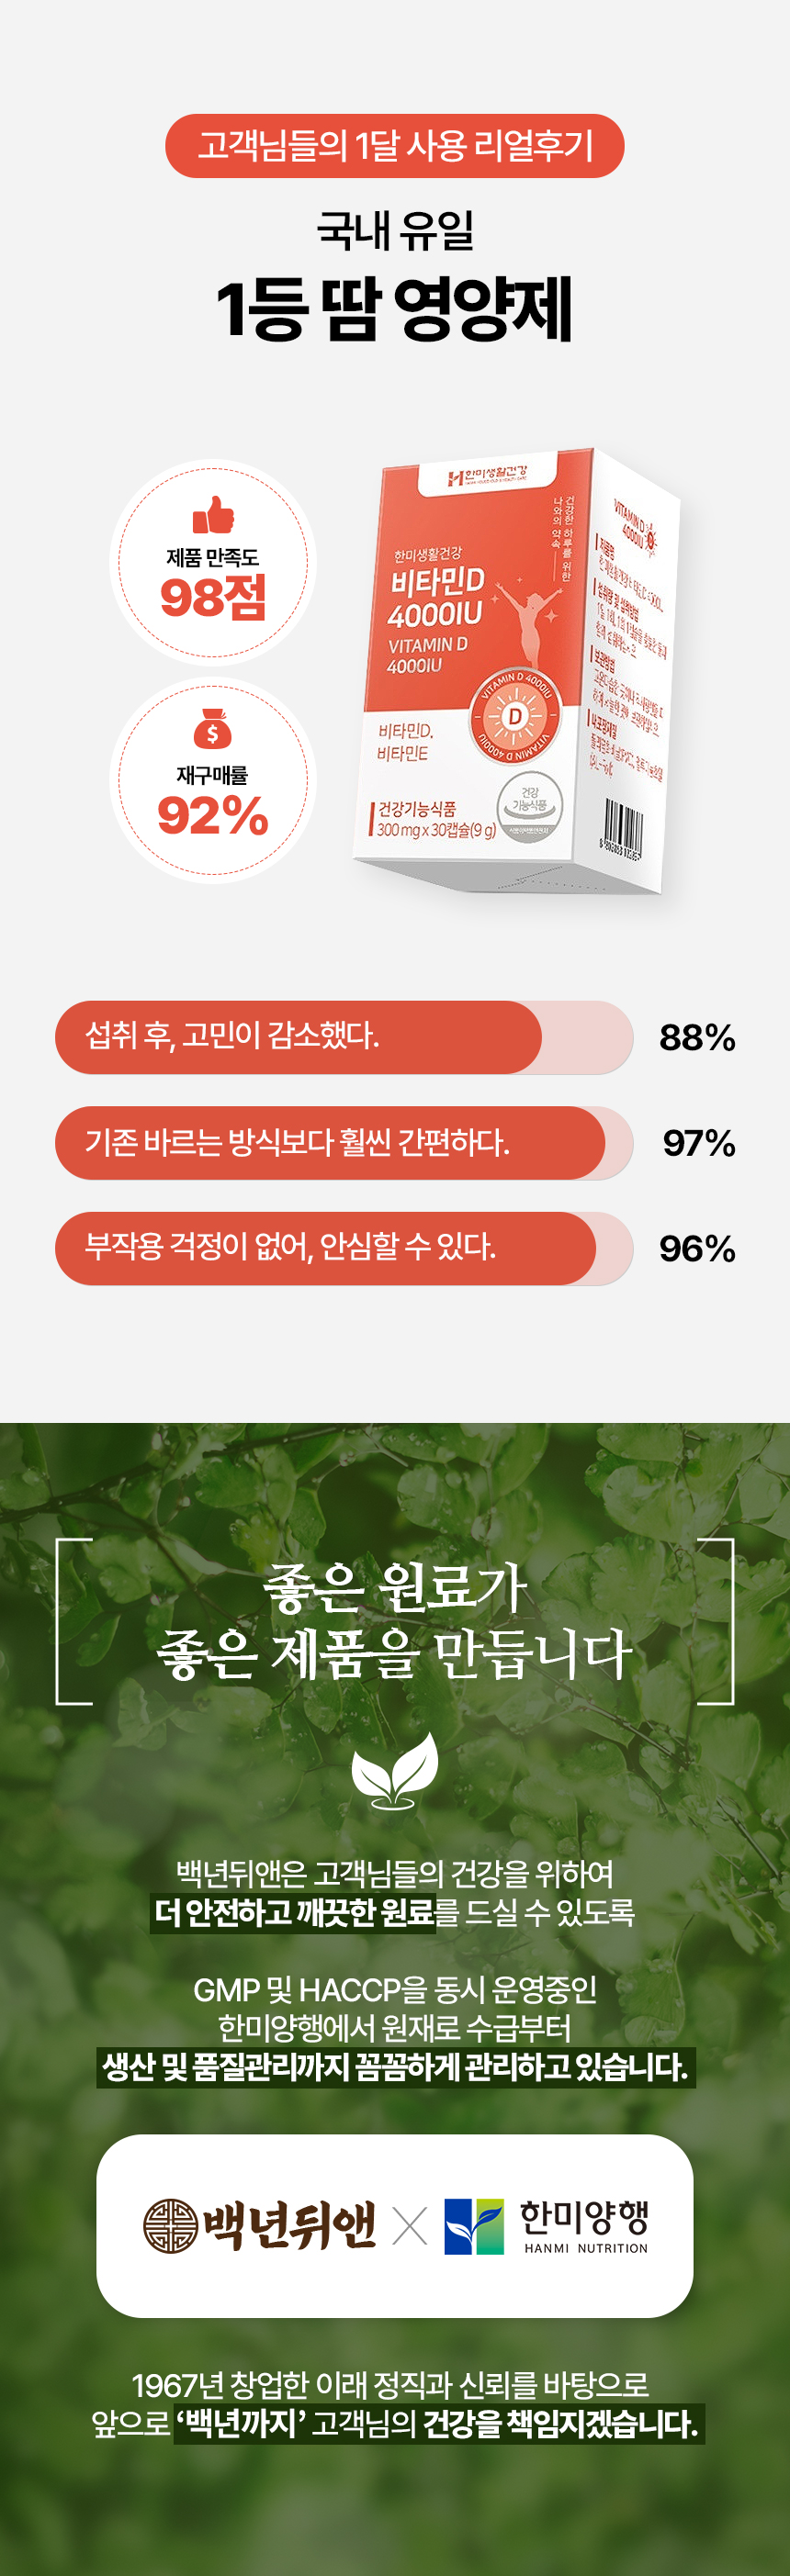 고객님들의 1달 사용 리얼후기
국내 유일
1등 땀 영양제
제품 만족도
98점
재구매률
92%
한미생활건강
건강한 하루를 위한
나와의 약속
한미생활건강
비타민D
4000IU
VITAMIN D
4000IU
VITAMIN D 4000IU
D
VITAMIN D 4000IU
비타민D,
비타민E
건강
기능식품
건강기능식품
300 mg x 30캡슐(9 g)
VITAMIN D
4000IU
제품명
보관방법
섭취 후, 고민이 감소했다.
88%
기존 바르는 방식보다 훨씬 간편하다.
97%
부작용 걱정이 없어, 안심할 수 있다.
96%
좋은 원료가
좋은 제품을 만듭니다
백년뒤앤은 고객님들의 건강을 위하여
더 안전하고 깨끗한 원료를 드실 수 있도록
GMP 및 HACCP을 동시 운영중인
한미양행에서 원재로 수급부터
생산 및 품질관리까지 꼼꼼하게 관리하고 있습니다.
백년뒤앤 X 한미양행
HANMI NUTRITION
1967년 창업한 이래 정직과 신뢰를 바탕으로
앞으로 ‘백년까지’ 고객님의 건강을 책임지겠습니다.